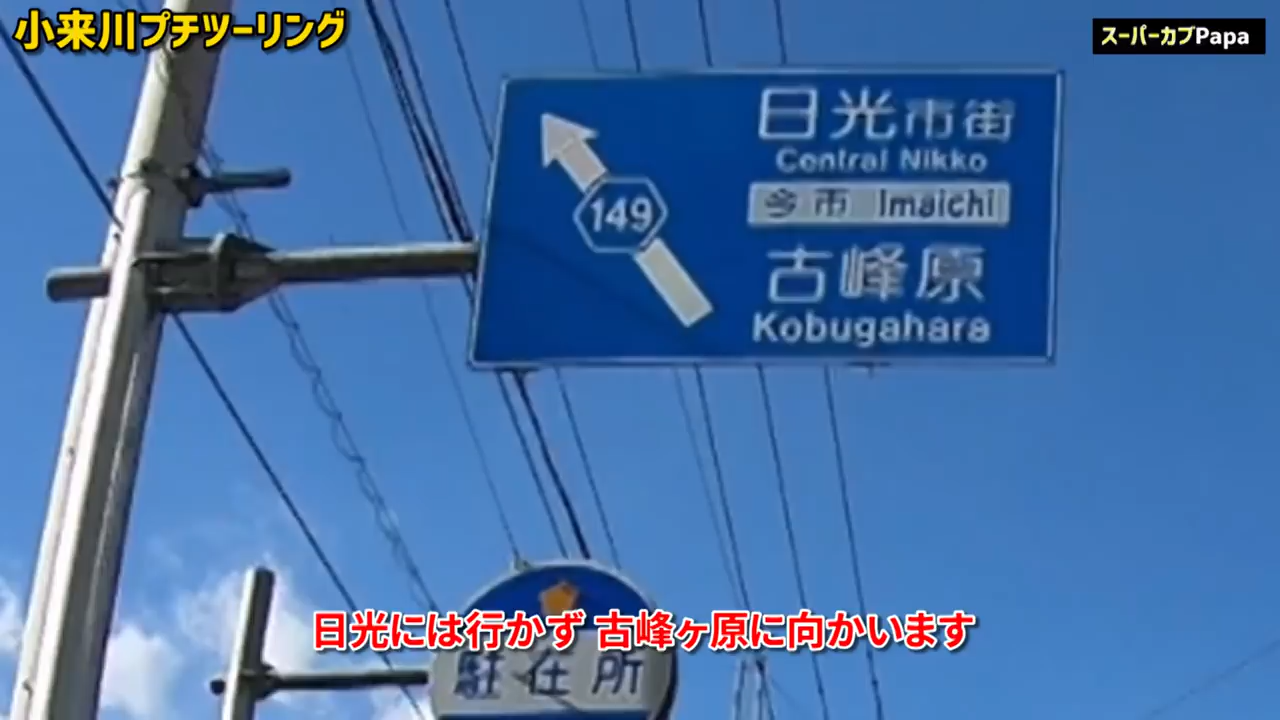 小来川プチツーリング
スーパーカブPapa
日光市街
Central Nikko
149
今市 Imaichi
古峰原
Kobugahara
日光には行かず 古峰ヶ原に向かいます
駐在所